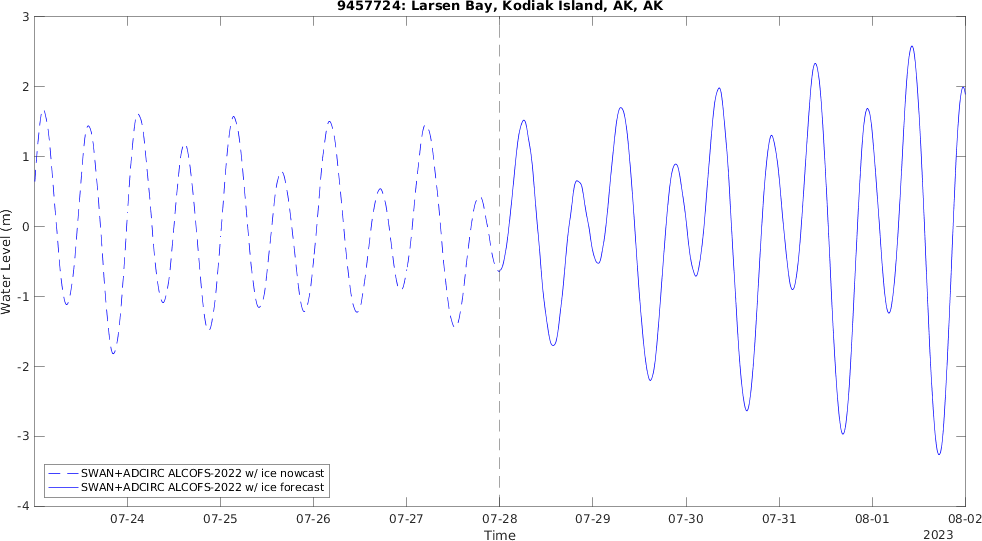 9457724: Larsen Bay, Kodiak Island, AK, AK
3
2
1
0
-1
-2
-3
-4
Water Level (m)
SWAN+ADCIRC ALCOFS-2022 w/ ice nowcast
SWAN+ADCIRC ALCOFS-2022 w/ ice forecast
07-24 07-25 07-26 07-27 07-28 07-29 07-30 07-31 08-01 08-02
Time
2023